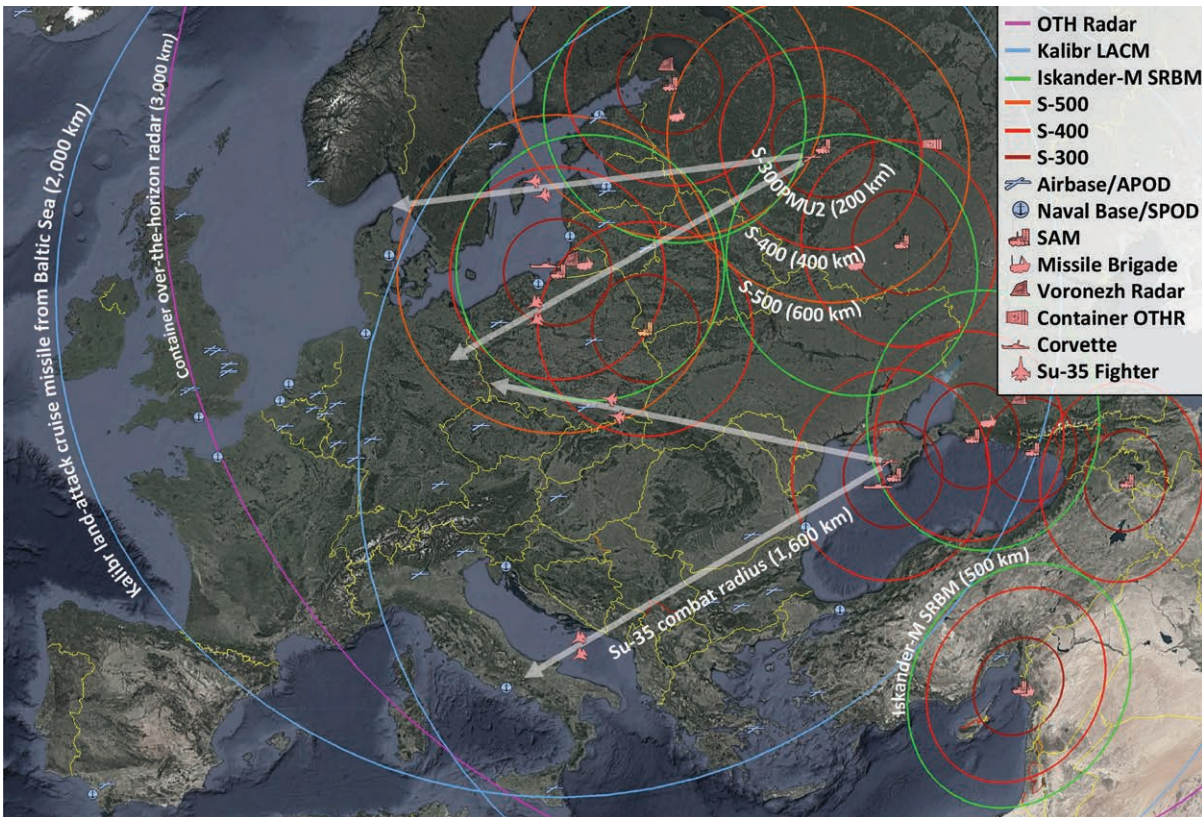 OTH Radar
Kalibr LACM
Iskander-M SRBM
S-500
S-400
S-300
Airbase/APOD
Naval Base/SPOD
SAM
Missile Brigade
Voronezh Radar
Container OTHR
Corvette
Su-35 Fighter
Kalibr land-attack cruise missile from Baltic Sea (2,000 km)
Container over-the-horizon radar (3,000 km)
S-300PMU2 (200 km)
S-400 (400 km)
S-500 (600 km)
Su-35 combat radius (1,600 km)
Iskander-M SRBM (500 km)